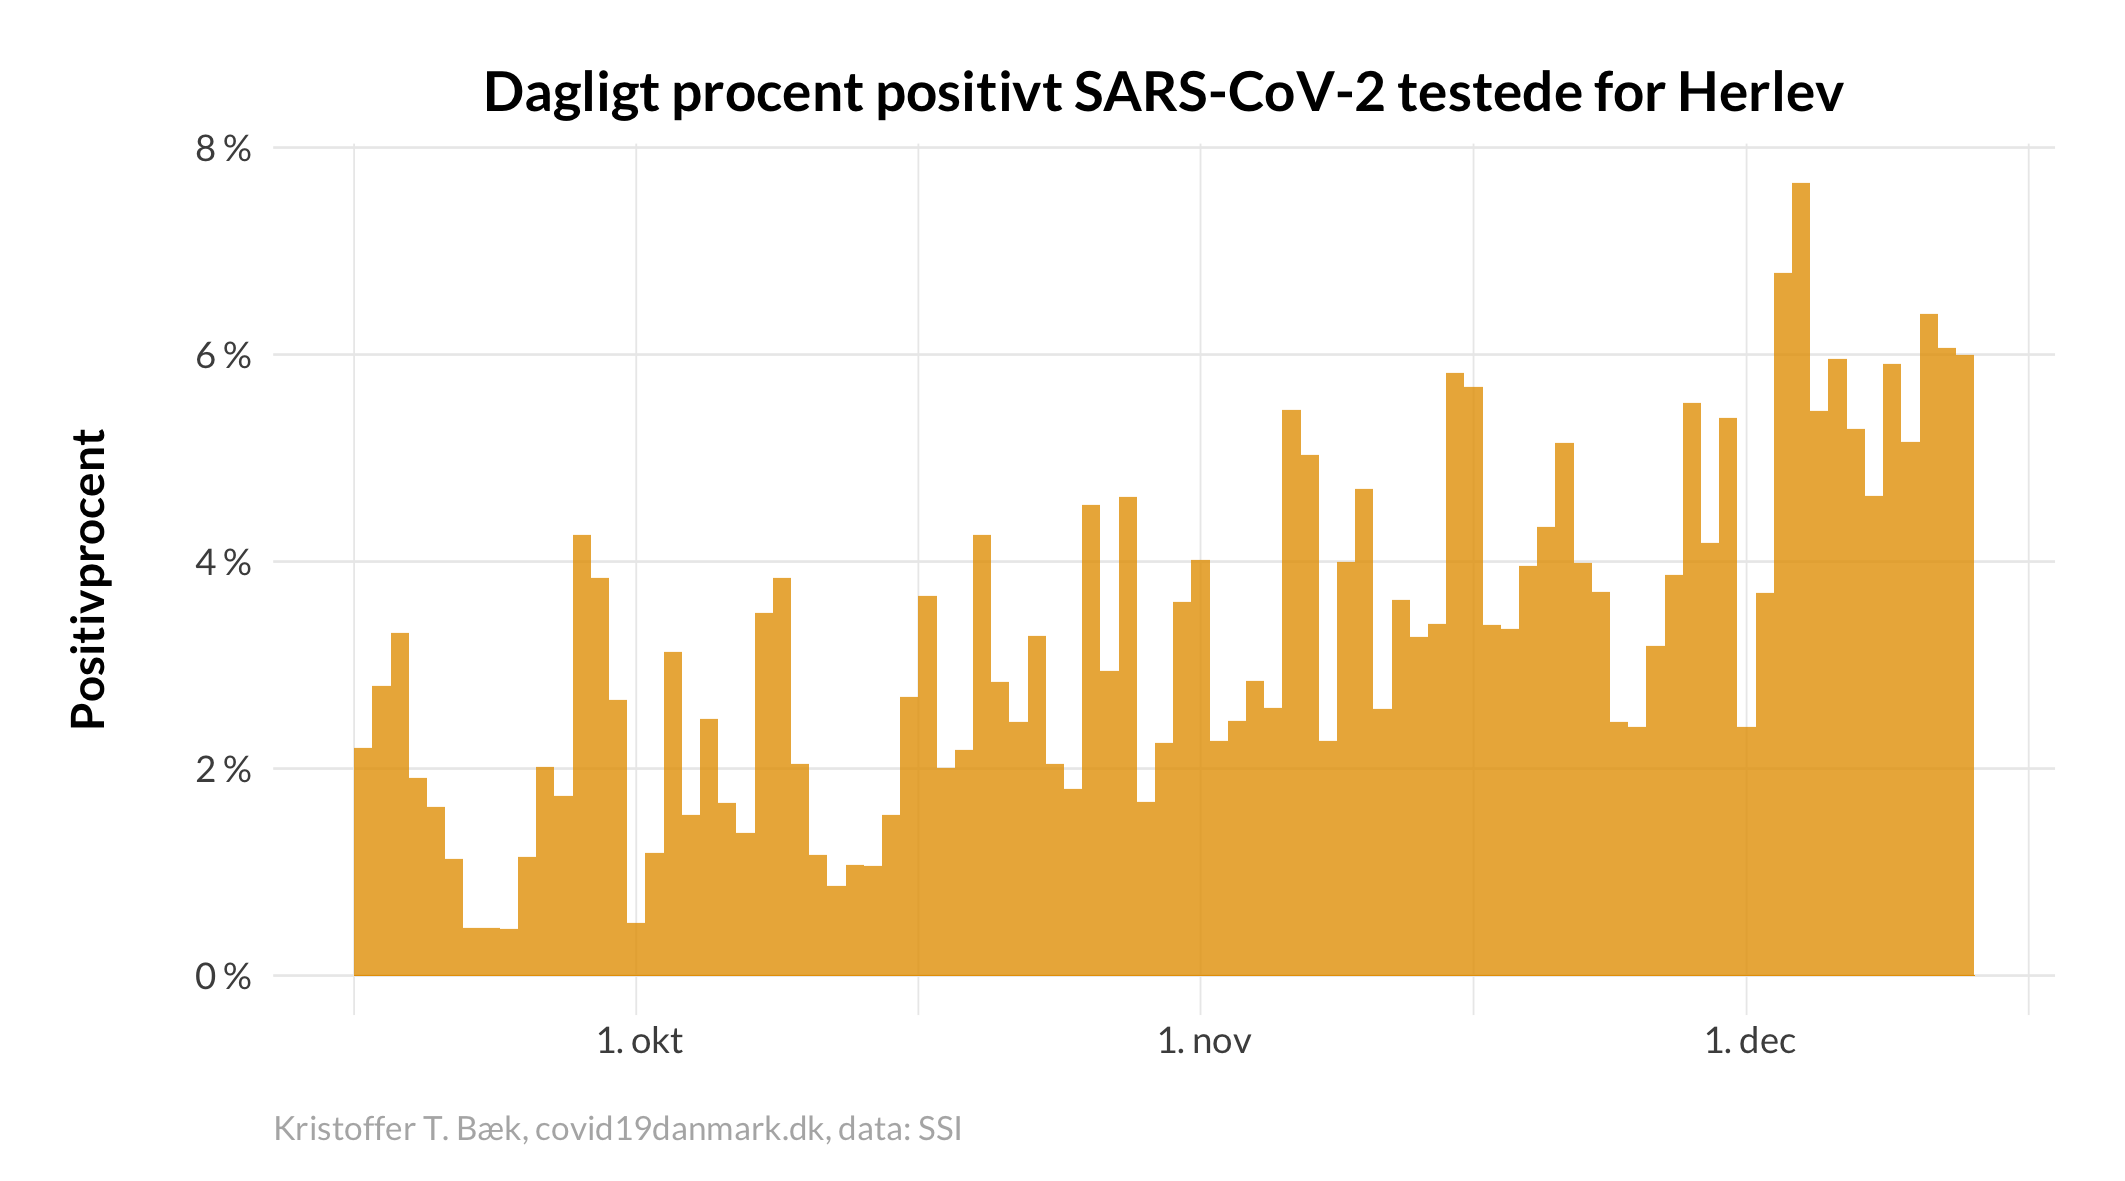 Dagligt procent positivt SARS-CoV-2 testede for Herlev
8 %
6 %
4 %
2 %
0 %
Positivprocent
1. okt
1. nov
1. dec
Kristoffer T. Bæk, covid19danmark.dk, data: SSI